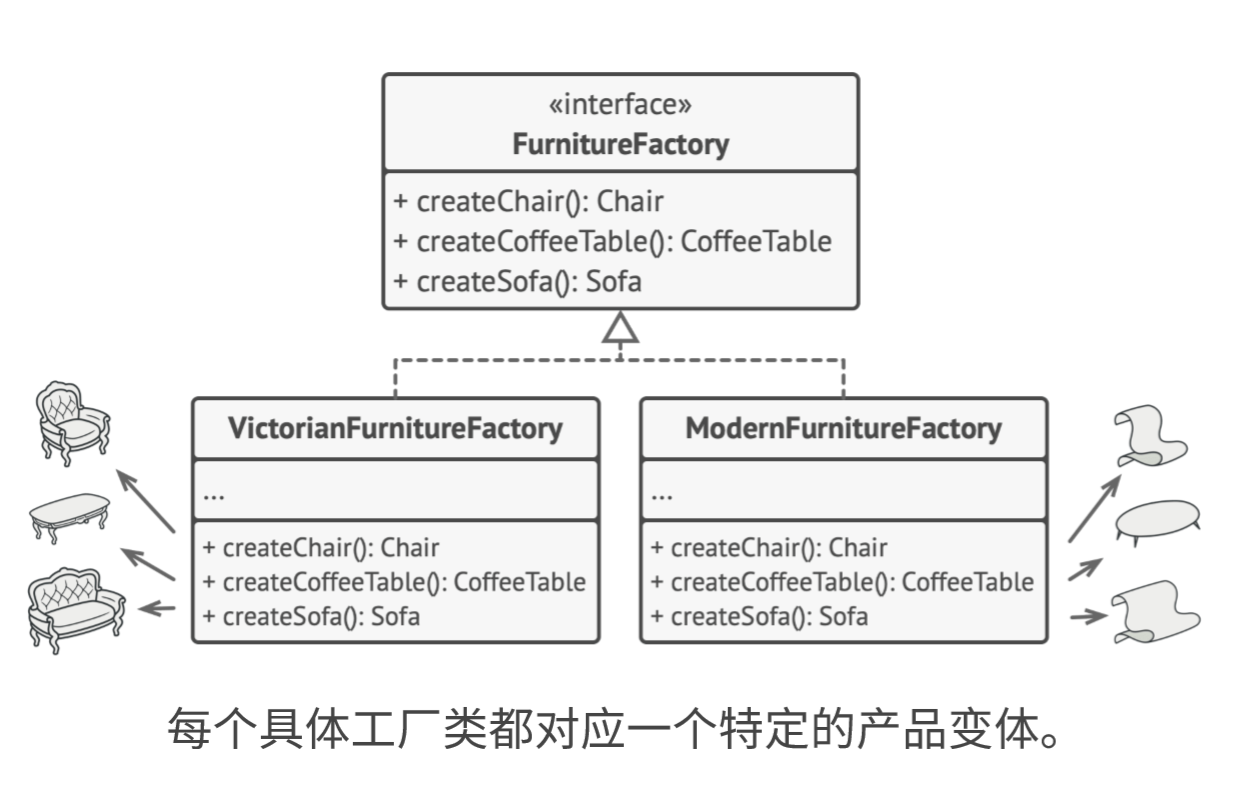 «interface»
FurnitureFactory
+ createChair(): Chair
+ createCoffeeTable(): CoffeeTable
+ createSofa(): Sofa
VictorianFurnitureFactory
...
+ createChair(): Chair
+ createCoffeeTable(): CoffeeTable
+ createSofa(): Sofa
ModernFurnitureFactory
...
+ createChair(): Chair
+ createCoffeeTable(): CoffeeTable
+ createSofa(): Sofa
每个具体工厂类都对应一个特定的产品变体。